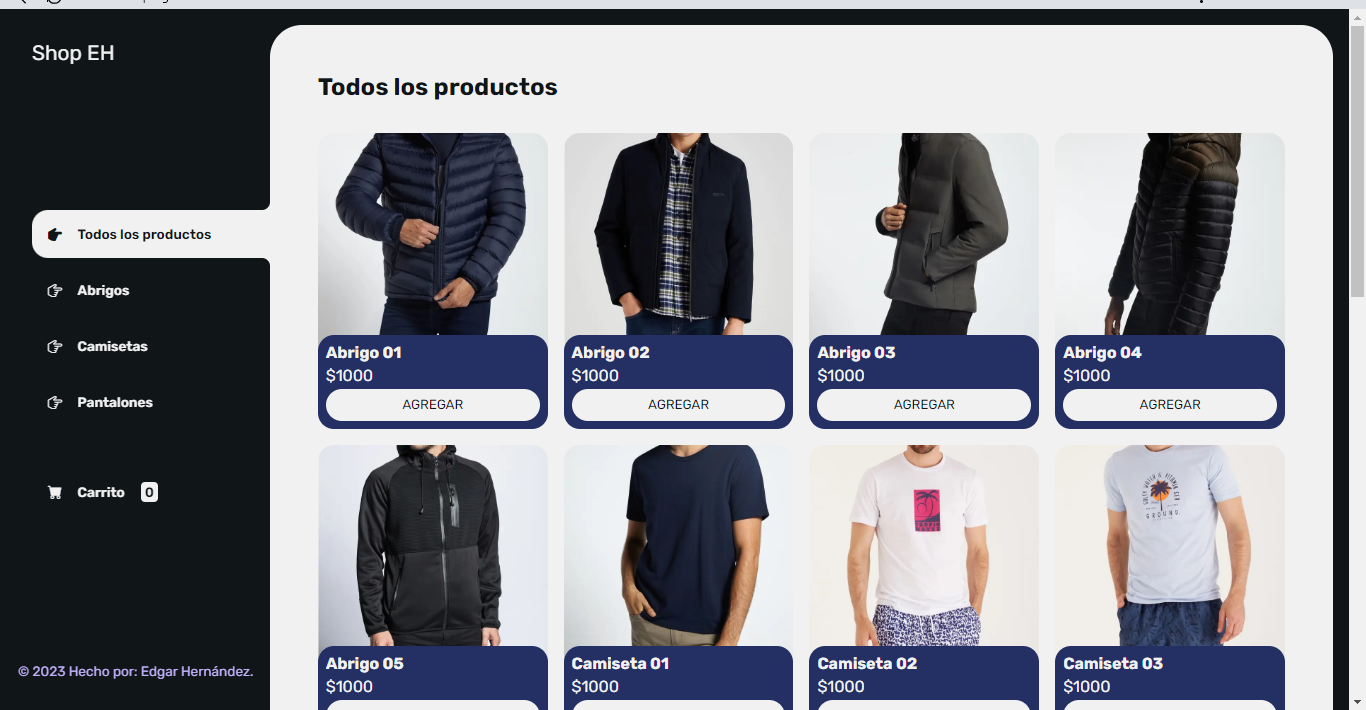 Shop EH
Todos los productos
Abrigos
Camisetas
Pantalones
Carrito 0
© 2023 Hecho por: Edgar Hernández.
Todos los productos
Abrigo 01
$1000
AGREGAR
Abrigo 02
$1000
AGREGAR
Abrigo 03
$1000
AGREGAR
Abrigo 04
$1000
AGREGAR
Abrigo 05
$1000
Camiseta 01
$1000
Camiseta 02
$1000
Camiseta 03
$1000
GROUND